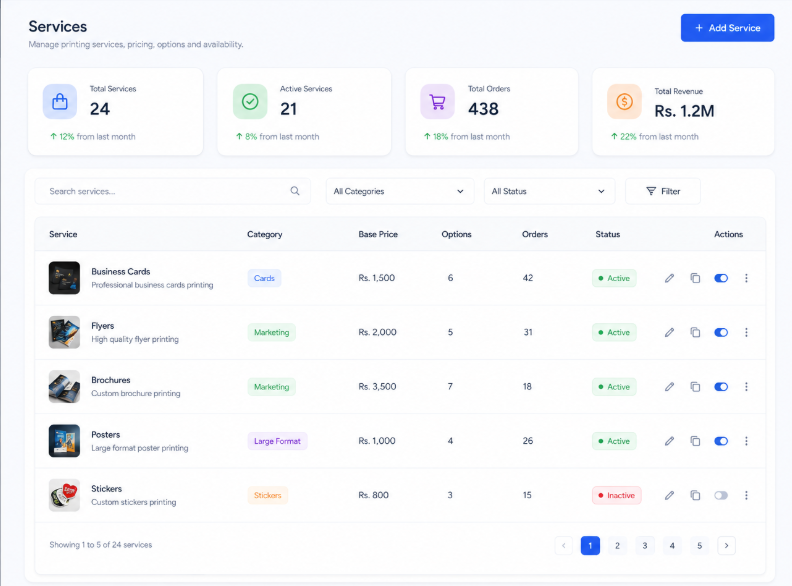 Services
Manage printing services, pricing, options and availability.
+ Add Service
Total Services
24
↑ 12% from last month
Active Services
21
↑ 8% from last month
Total Orders
438
↑ 18% from last month
Total Revenue
Rs. 1.2M
↑ 22% from last month
Search services...
All Categories
All Status
Filter
Service Category Base Price Options Orders Status Actions
Business Cards
Professional business cards printing
Cards Rs. 1,500 6 42 Active
Flyers
High quality flyer printing
Marketing Rs. 2,000 5 31 Active
Brochures
Custom brochure printing
Marketing Rs. 3,500 7 18 Active
Posters
Large format poster printing
Large Format Rs. 1,000 4 26 Active
Stickers
Custom stickers printing
Stickers Rs. 800 3 15 Inactive
Showing 1 to 5 of 24 services
< 1 2 3 4 5 >